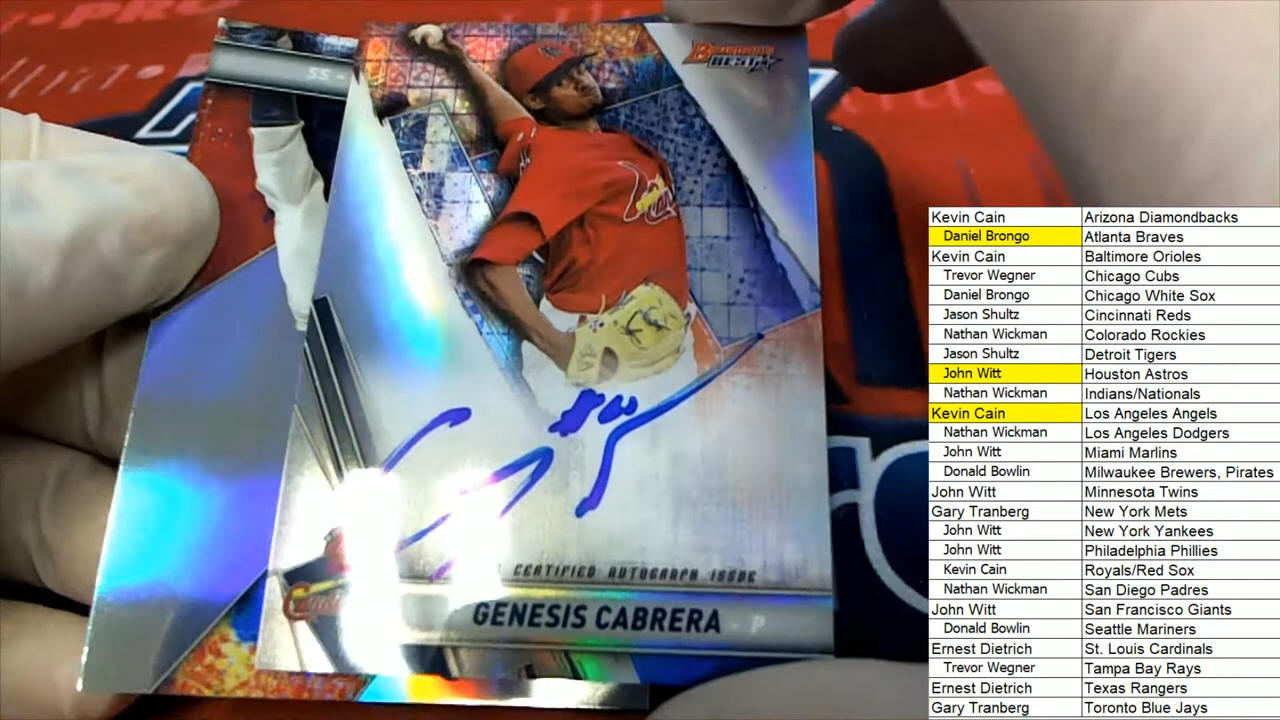 -PRO
SS
BOWMAN'S
BEST
Cardinals
#60
CERTIFIED AUTOGRAPH ISSUE
GENESIS CABRERA - P
Kevin Cain Arizona Diamondbacks
Daniel Brongo Atlanta Braves
Kevin Cain Baltimore Orioles
Trevor Wegner Chicago Cubs
Daniel Brongo Chicago White Sox
Jason Shultz Cincinnati Reds
Nathan Wickman Colorado Rockies
Jason Shultz Detroit Tigers
John Witt Houston Astros
Nathan Wickman Indians/Nationals
Kevin Cain Los Angeles Angels
Nathan Wickman Los Angeles Dodgers
John Witt Miami Marlins
Donald Bowlin Milwaukee Brewers, Pirates
John Witt Minnesota Twins
Gary Tranberg New York Mets
John Witt New York Yankees
John Witt Philadelphia Phillies
Kevin Cain Royals/Red Sox
Nathan Wickman San Diego Padres
John Witt San Francisco Giants
Donald Bowlin Seattle Mariners
Ernest Dietrich St. Louis Cardinals
Trevor Wegner Tampa Bay Rays
Ernest Dietrich Texas Rangers
Gary Tranberg Toronto Blue Jays